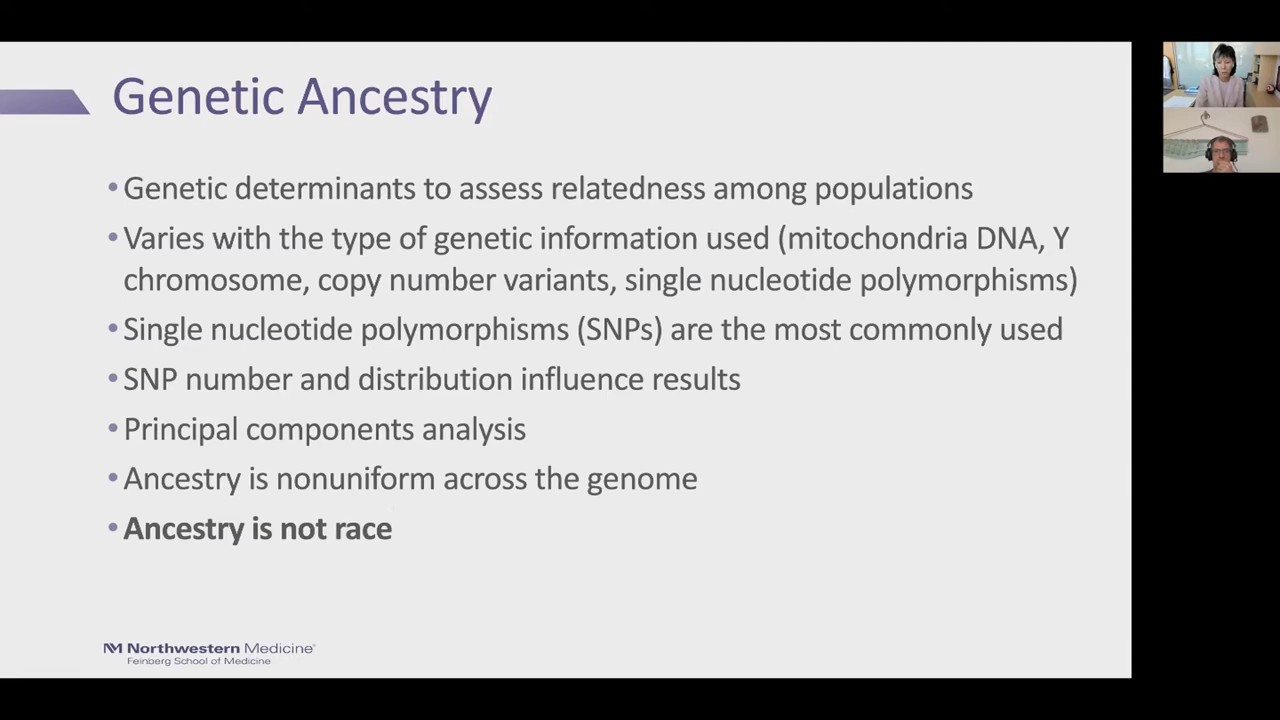 Genetic Ancestry
•Genetic determinants to assess relatedness among populations
•Varies with the type of genetic information used (mitochondria DNA, Y
chromosome, copy number variants, single nucleotide polymorphisms)
•Single nucleotide polymorphisms (SNPs) are the most commonly used
•SNP number and distribution influence results
•Principal components analysis
•Ancestry is nonuniform across the genome
•Ancestry is not race
Northwestern Medicine®
Feinberg School of Medicine